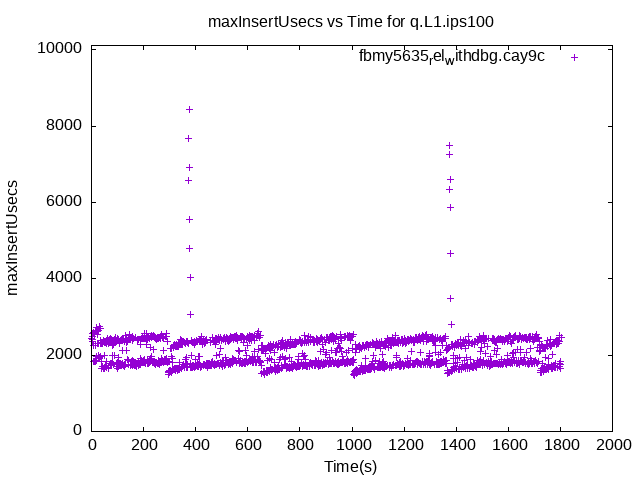 maxInsertUsecs vs Time for q.L1.ips100
fbmy5635relwithdbg.cay9c
10000
8000
6000
4000
2000
0
maxInsertUsecs
0 200 400 600 800 1000 1200 1400 1600 1800 2000
Time(s)